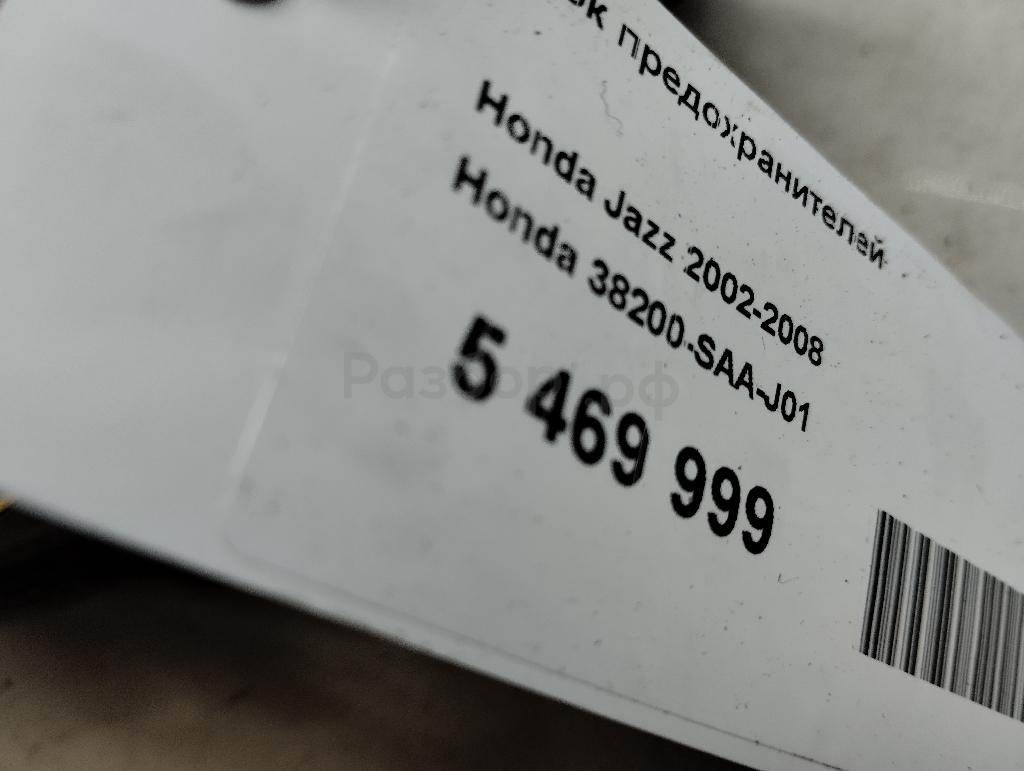 предохранителей
Honda Jazz 2002-2008
Honda 38200-SAA-J01
5 469 999